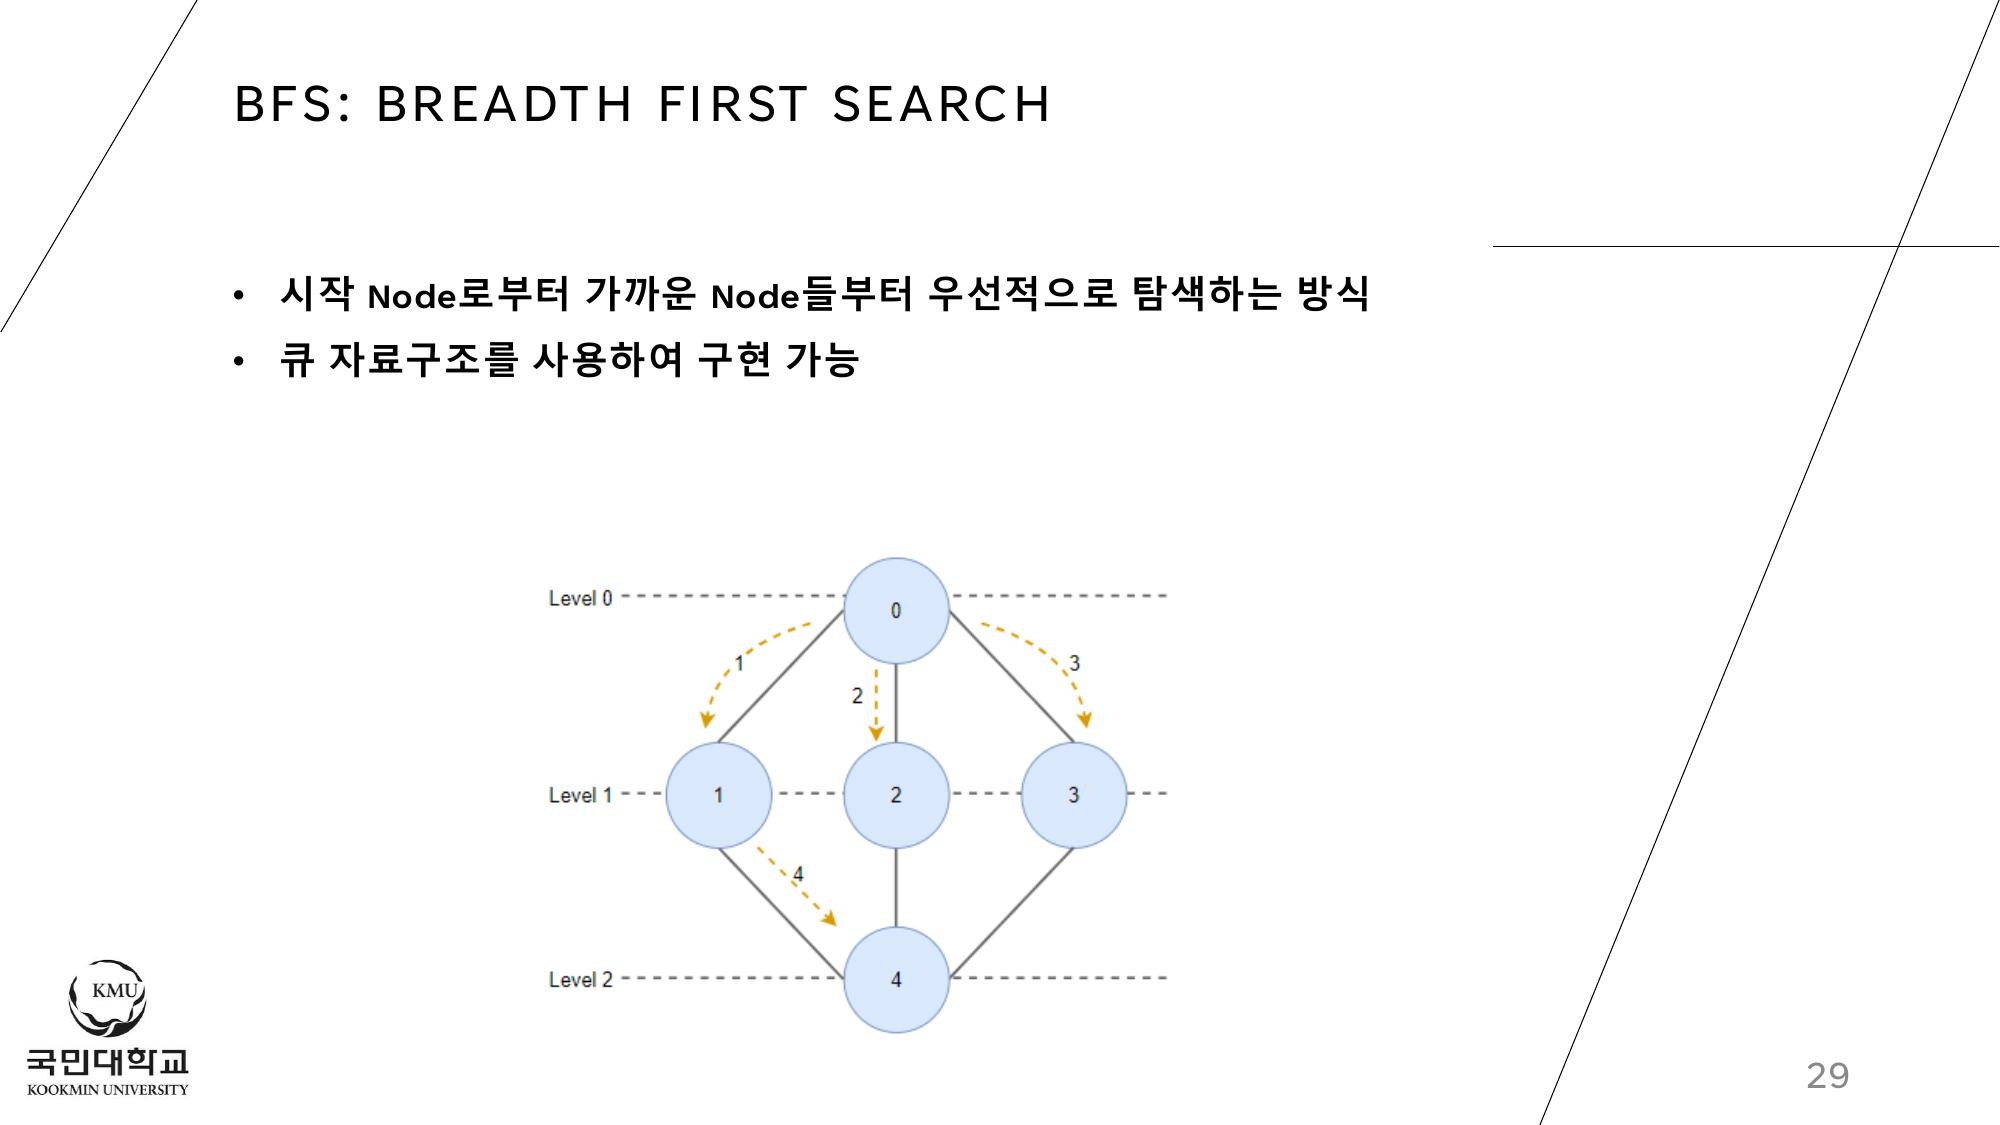 BFS: BREADTH FIRST SEARCH
• 시작 Node로부터 가까운 Node들부터 우선적으로 탐색하는 방식
• 큐 자료구조를 사용하여 구현 가능
Level 0
0
1
2
3
Level 1
1
2
3
4
Level 2
4
KMU
국민대학교
KOOKMIN UNIVERSITY
29